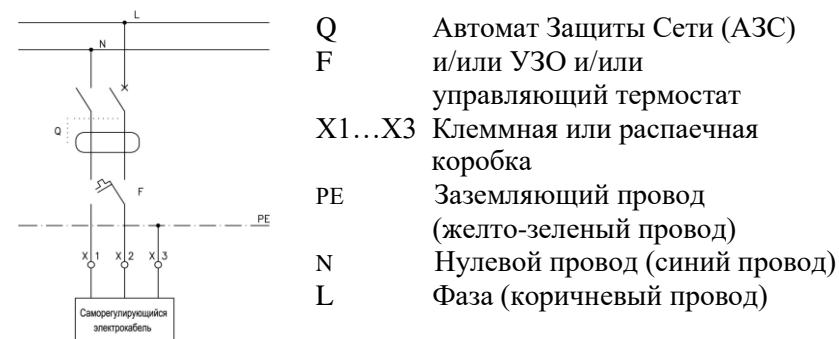 L
N
Q
F
PE
X 1 X 2 X 3
Саморегулирующийся
электрокабель
Q Автомат Защиты Сети (АЗС)
F и/или УЗО и/или
управляющий термостат
X1…X3 Клеммная или распаечная
коробка
PE Заземляющий провод
(желто-зеленый провод)
N Нулевой провод (синий провод)
L Фаза (коричневый провод)